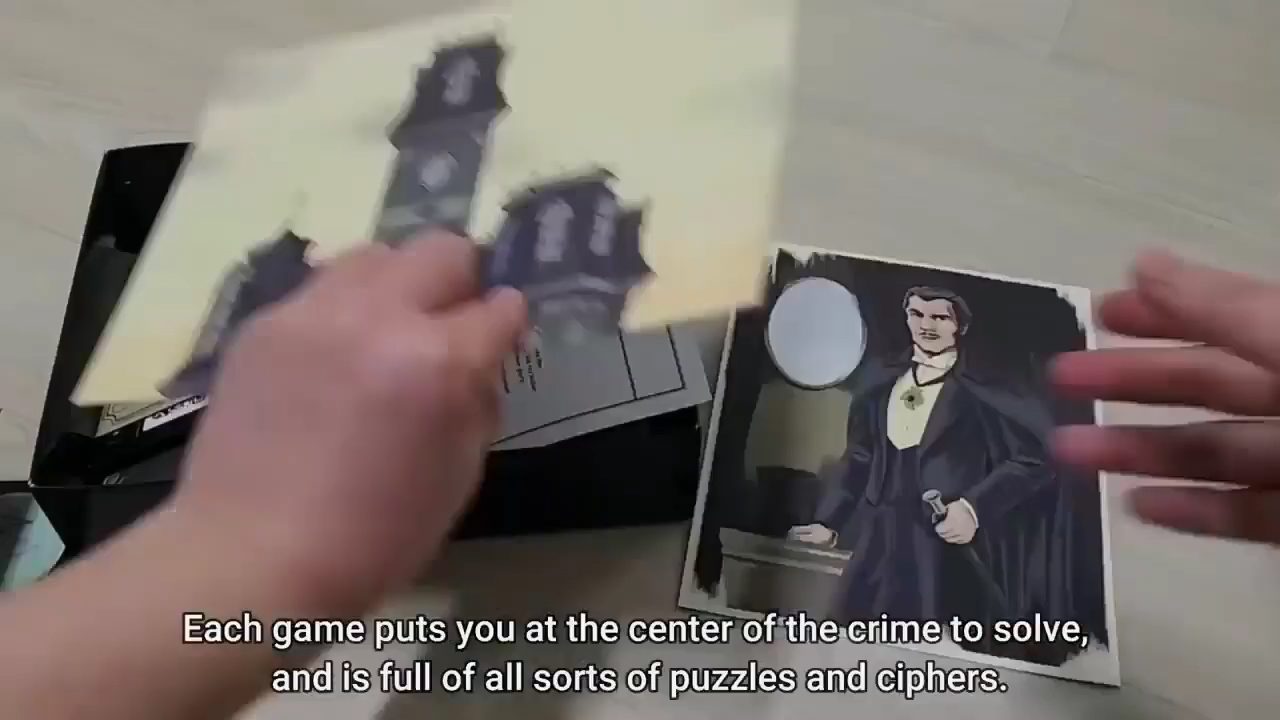 Each game puts you at the center of the crime to solve,
and is full of all sorts of puzzles and ciphers.